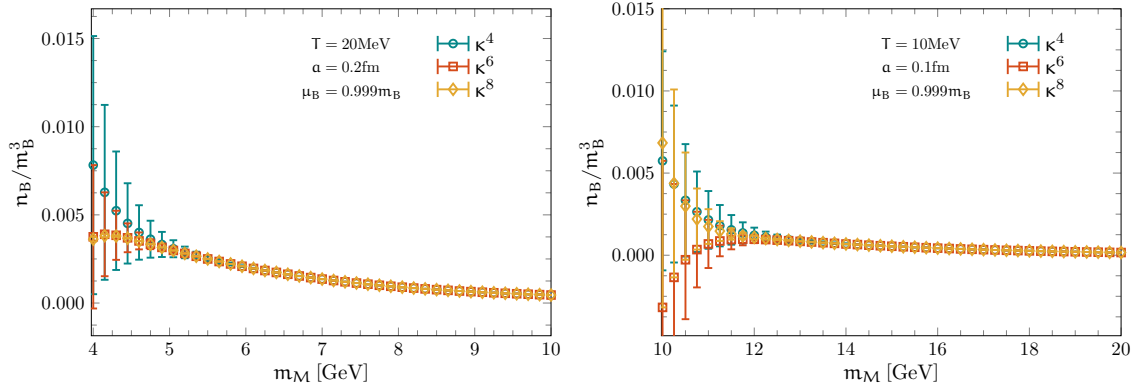 0.015
0.010
0.005
0.000
n_B/m_B^3
T = 20MeV
a = 0.2fm
μ_B = 0.999m_B
κ^4
κ^6
κ^8
4 5 6 7 8 9 10
m_M [GeV]
0.015
0.010
0.005
0.000
n_B/m_B^3
T = 10MeV
a = 0.1fm
μ_B = 0.999m_B
κ^4
κ^6
κ^8
10 12 14 16 18 20
m_M [GeV]